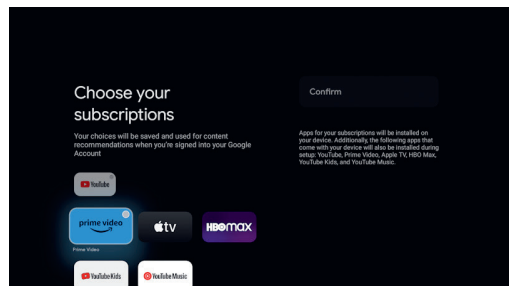 Choose your
subscriptions
Your choices will be saved and used for content
recommendations when you're signed into your Google
Account
YouTube
prime video
tv
HBOMAX
Prime Video
YouTube Kids
YouTube Music
Confirm
Apps for your subscriptions will be installed on
your device. Additionally, the following apps that
come with your device will also be installed during
setup: YouTube, Prime Video, Apple TV, HBO Max,
YouTube Kids, and YouTube Music.